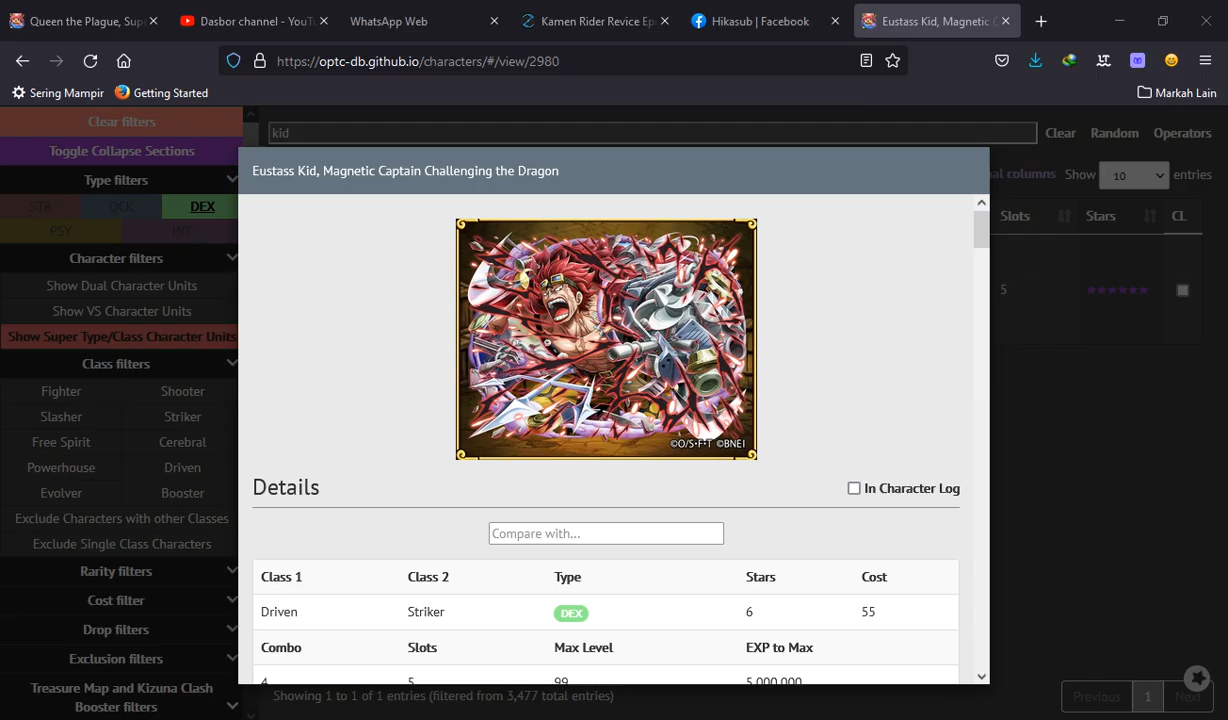 Queen the Plague, Sup
Dasbor channel - YouT
WhatsApp Web
Kamen Rider Revice Ep
Hikasub | Facebook
Eustass Kid, Magnetic C
https://optc-db.github.io/characters/#/view/2980
Sering Mampir
Getting Started
Markah Lain
Clear filters
Toggle Collapse Sections
Type filters
STR
QCK
DEX
PSY
INT
Character filters
Show Dual Character Units
Show VS Character Units
Show Super Type/Class Character Units
Class filters
Fighter
Shooter
Slasher
Striker
Free Spirit
Cerebral
Powerhouse
Driven
Evolver
Booster
Exclude Characters with other Classes
Exclude Single Class Characters
Rarity filters
Cost filter
Drop filters
Exclusion filters
Treasure Map and Kizuna Clash
Booster filters
kid
Clear
Random
Operators
nal columns
Show 10 entries
Slots
Stars
CL
5
★★★★★★
Eustass Kid, Magnetic Captain Challenging the Dragon
©O/S·F·T ©BNEI
Details
In Character Log
Compare with...
Class 1
Class 2
Type
Stars
Cost
Driven
Striker
DEX
6
55
Combo
Slots
Max Level
EXP to Max
4
5
99
5,000,000
Showing 1 to 1 of 1 entries (filtered from 3,477 total entries)
Previous
1
Next